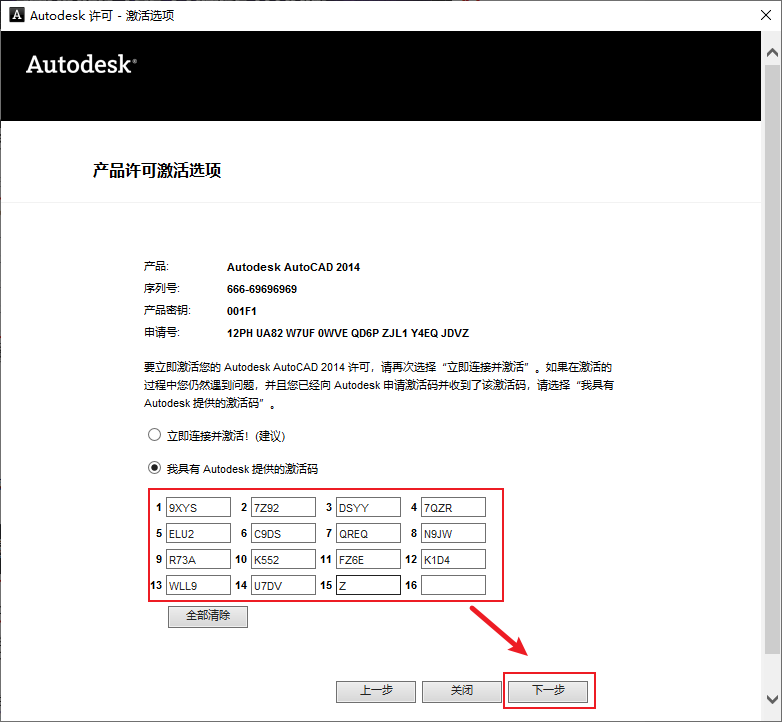 Autodesk 许可 - 激活选项
Autodesk®
产品许可激活选项
产品: Autodesk AutoCAD 2014
序列号: 666-69696969
产品密钥: 001F1
申请号: 12PH UA82 W7UF 0WVE QD6P ZJL1 Y4EQ JDVZ
要立即激活您的 Autodesk AutoCAD 2014 许可，请再次选择“立即连接并激活”。如果在激活的
过程中您仍然遇到问题，并且您已经向 Autodesk 申请激活码并收到了该激活码，请选择“我具有
Autodesk 提供的激活码”。
立即连接并激活！(建议)
我具有 Autodesk 提供的激活码
1 9XYS 2 7Z92 3 DSYY 4 7QZR
5 ELU2 6 C9DS 7 QREQ 8 N9JW
9 R73A 10 K552 11 FZ6E 12 K1D4
13 WLL9 14 U7DV 15 Z 16
全部清除
上一步 关闭 下一步